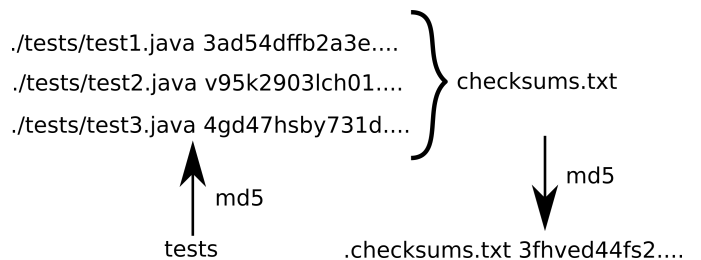 ./tests/test1.java 3ad54dffb2a3e....
./tests/test2.java v95k2903lch01....
./tests/test3.java 4gd47hsby731d....
checksums.txt
md5
md5
tests
.checksums.txt 3fhved44fs2....